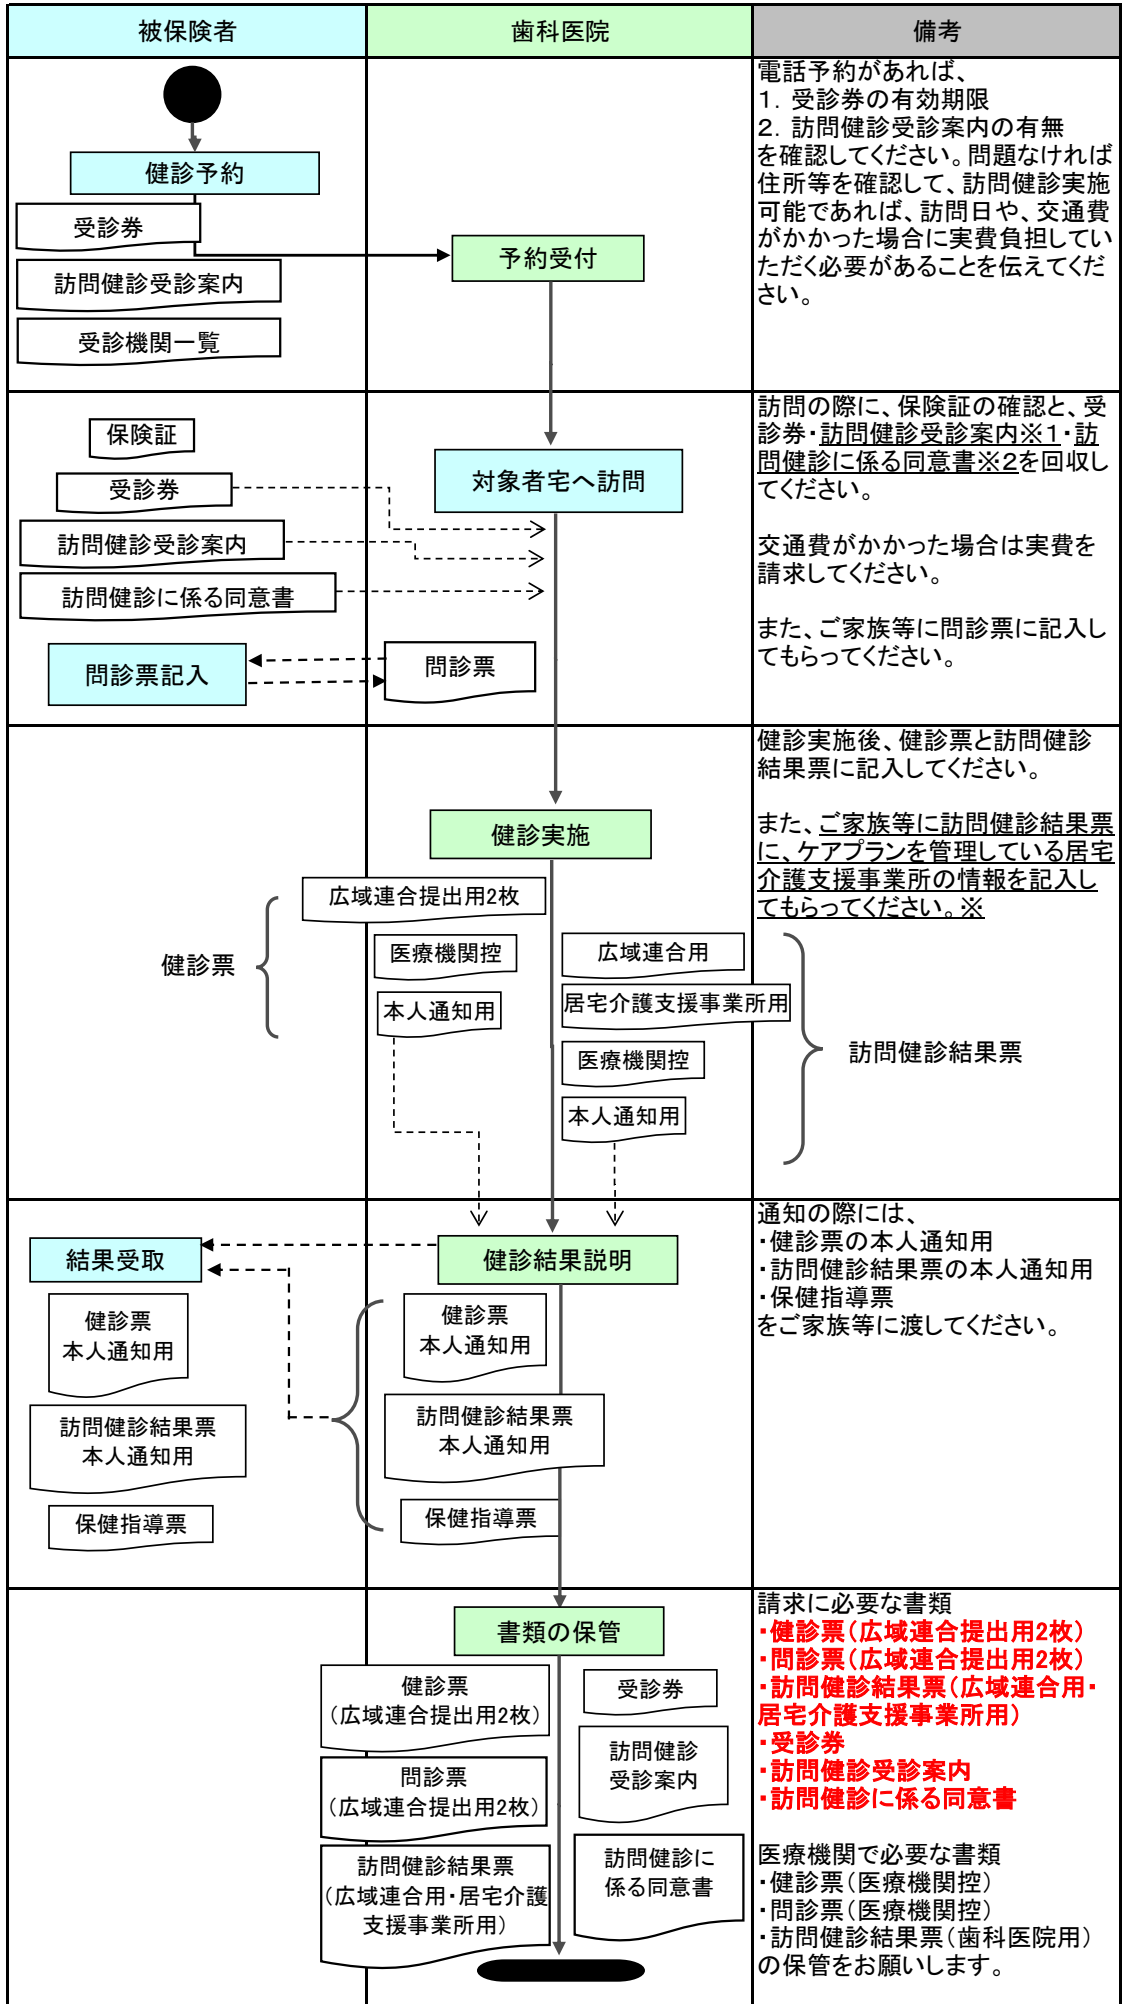 被保険者
歯科医院
備考
健診予約
受診券
訪問健診受診案内
受診機関一覧
予約受付
電話予約があれば、
1．受診券の有効期限
2．訪問健診受診案内の有無
を確認してください。問題なければ
住所等を確認して、訪問健診実施
可能であれば、訪問日や、交通費
がかかった場合に実費負担してい
ただく必要があることを伝えてくだ
さい。
保険証
受診券
訪問健診受診案内
訪問健診に係る同意書
問診票記入
対象者宅へ訪問
問診票
訪問の際に、保険証の確認と、受
診券・訪問健診受診案内※1・訪
問健診に係る同意書※2を回収し
てください。
交通費がかかった場合は実費を
請求してください。
また、ご家族等に問診票に記入し
てもらってください。
健診票
健診実施
広域連合提出用2枚
医療機関控
本人通知用
広域連合用
居宅介護支援事業所用
医療機関控
本人通知用
健診実施後、健診票と訪問健診
結果票に記入してください。
また、ご家族等に訪問健診結果票
に、ケアプランを管理している居宅
介護支援事業所の情報を記入し
てもらってください。※
訪問健診結果票
結果受取
健診票
本人通知用
訪問健診結果票
本人通知用
保健指導票
健診結果説明
健診票
本人通知用
訪問健診結果票
本人通知用
保健指導票
通知の際には、
・健診票の本人通知用
・訪問健診結果票の本人通知用
・保健指導票
をご家族等に渡してください。
書類の保管
健診票
（広域連合提出用2枚）
問診票
（広域連合提出用2枚）
訪問健診結果票
（広域連合用・居宅介護
支援事業所用）
受診券
訪問健診
受診案内
訪問健診に
係る同意書
請求に必要な書類
・健診票（広域連合提出用2枚）
・問診票（広域連合提出用2枚）
・訪問健診結果票（広域連合用・
居宅介護支援事業所用）
・受診券
・訪問健診受診案内
・訪問健診に係る同意書
医療機関で必要な書類
・健診票（医療機関控）
・問診票（医療機関控）
・訪問健診結果票（歯科医院用）
の保管をお願いします。